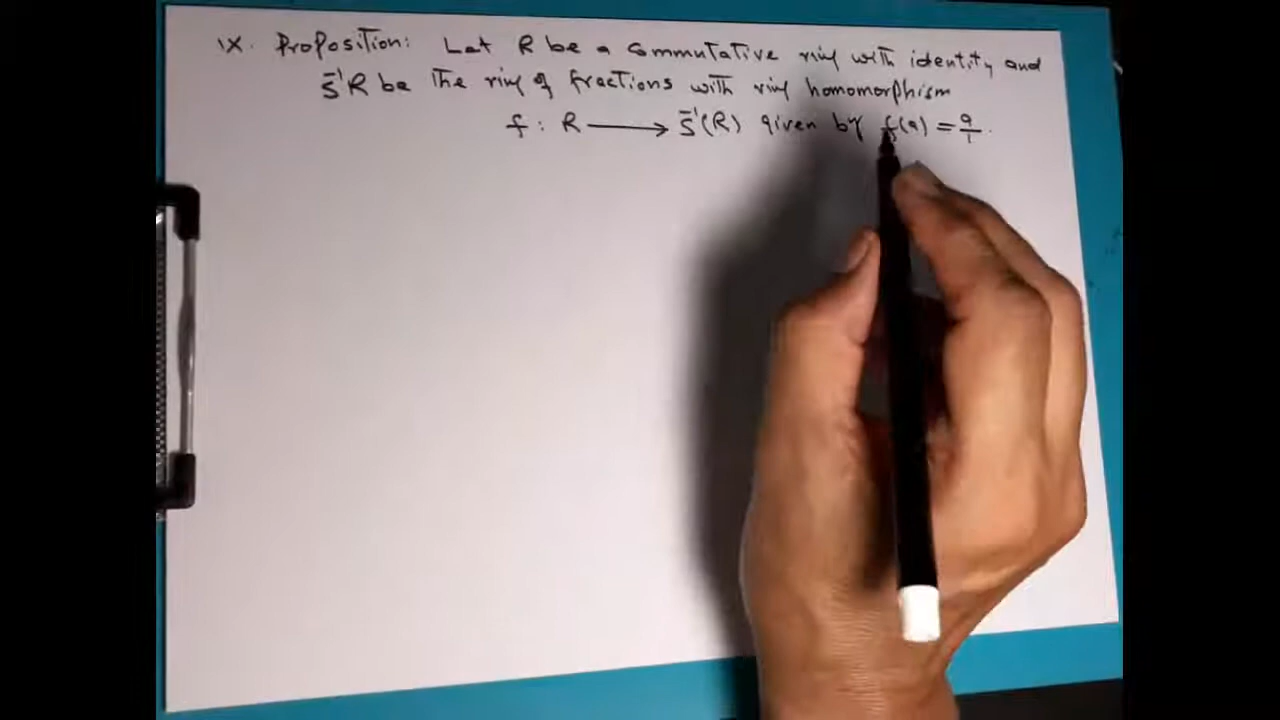 IX. Proposition: Let R be a commutative ring with identity and
S⁻¹R be the ring of fractions with ring homomorphism
f : R ⟶ S⁻¹(R) given by f(a) = a/1.